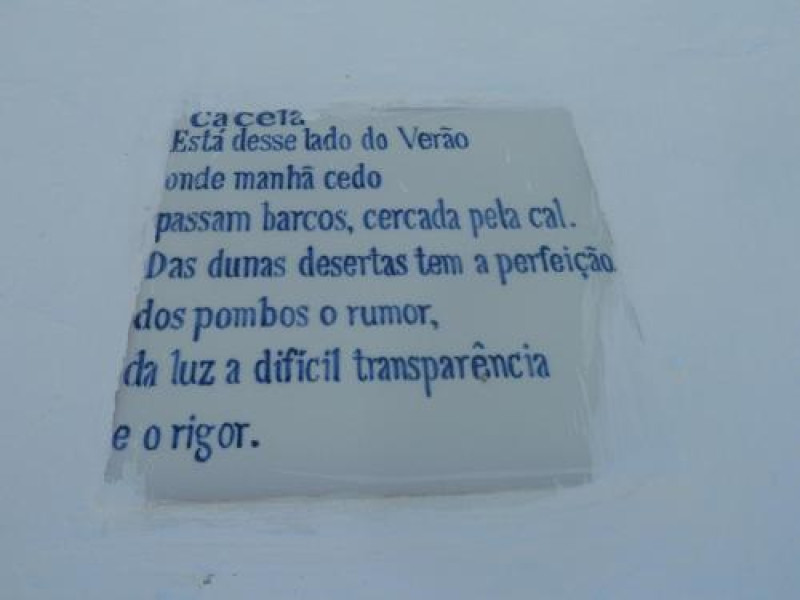 cacela
Está desse lado do Verão
onde manhã cedo
passam barcos, cercada pela cal.
Das dunas desertas tem a perfeição
dos pombos o rumor,
da luz a difícil transparência
e o rigor.